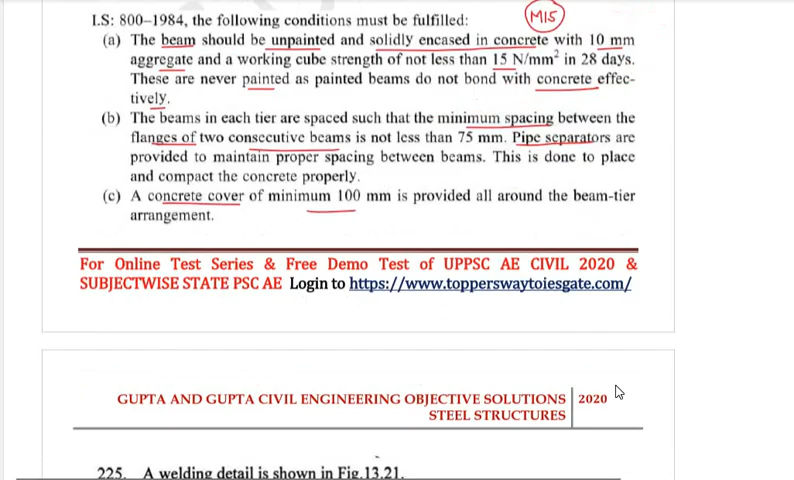 I.S: 800–1984, the following conditions must be fulfilled:
M15
(a) The beam should be unpainted and solidly encased in concrete with 10 mm
aggregate and a working cube strength of not less than 15 N/mm² in 28 days.
These are never painted as painted beams do not bond with concrete effec-
tively.
(b) The beams in each tier are spaced such that the minimum spacing between the
flanges of two consecutive beams is not less than 75 mm. Pipe separators are
provided to maintain proper spacing between beams. This is done to place
and compact the concrete properly.
(c) A concrete cover of minimum 100 mm is provided all around the beam-tier
arrangement.
For Online Test Series & Free Demo Test of UPPSC AE CIVIL 2020 &
SUBJECTWISE STATE PSC AE Login to https://www.topperswaytoiesgate.com/
GUPTA AND GUPTA CIVIL ENGINEERING OBJECTIVE SOLUTIONS 2020
STEEL STRUCTURES
225. A welding detail is shown in Fig.13.21.